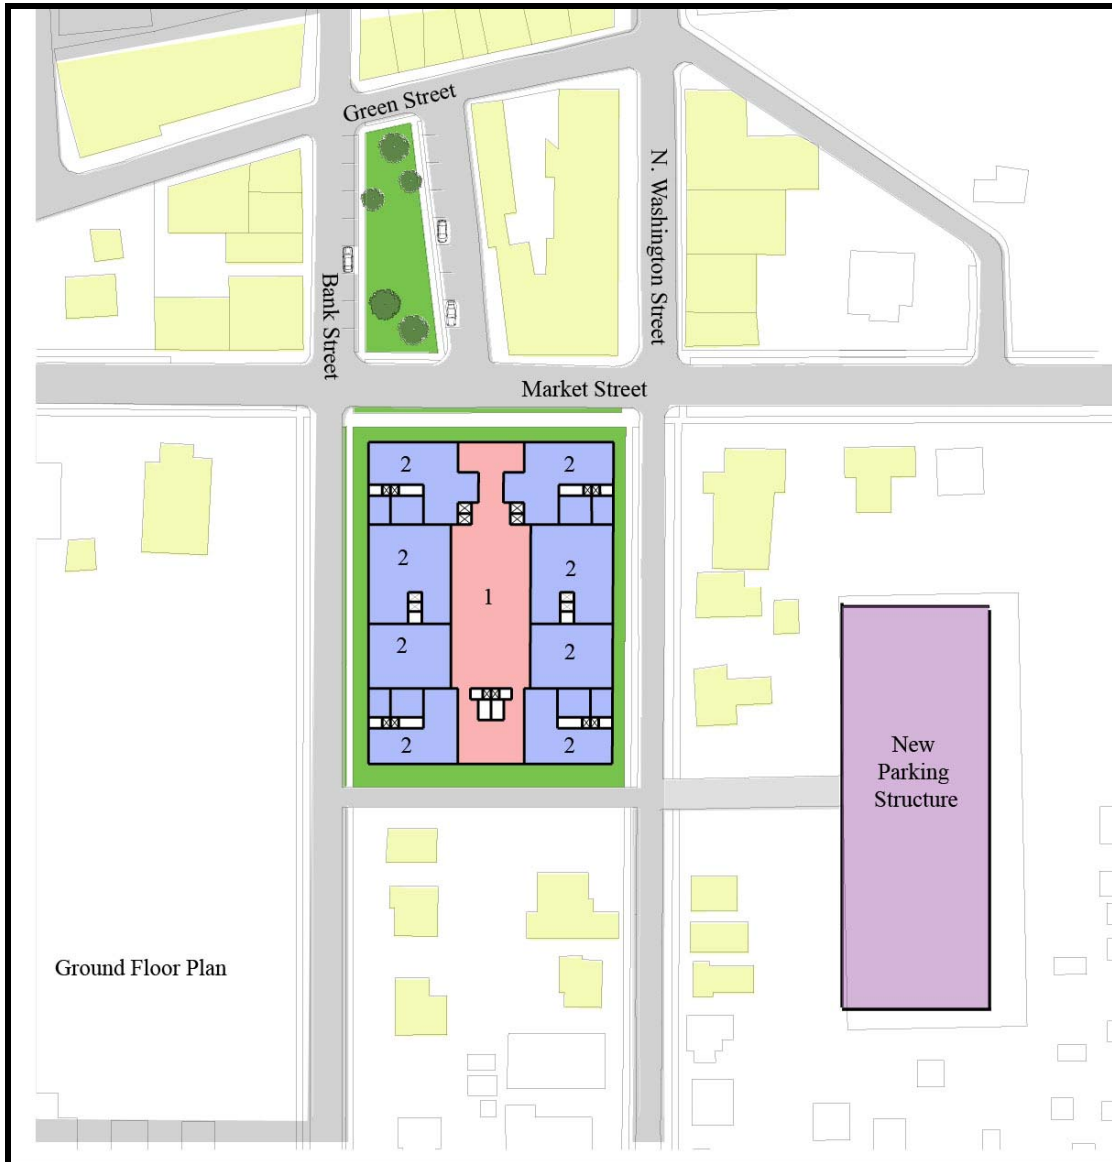 Green Street
N. Washington Street
Bank Street
Market Street
2
2
2
2
1
2
2
2
2
New
Parking
Structure
Ground Floor Plan